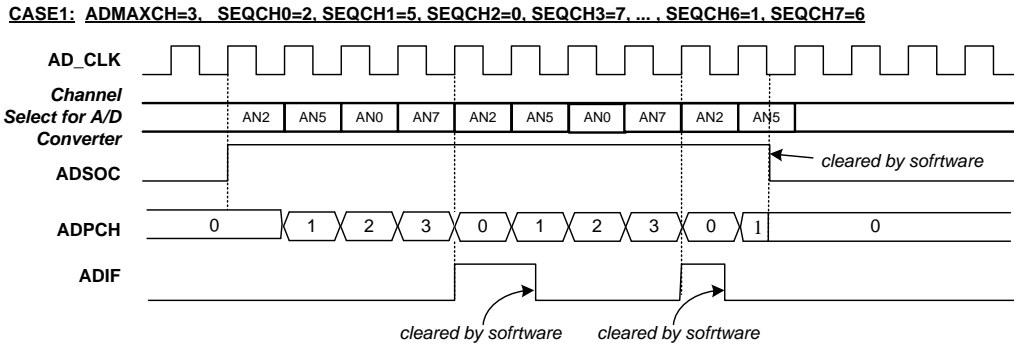 CASE1: ADMAXCH=3, SEQCH0=2, SEQCH1=5, SEQCH2=0, SEQCH3=7, ... , SEQCH6=1, SEQCH7=6
AD_CLK
Channel
Select for A/D
Converter
AN2 AN5 AN0 AN7 AN2 AN5 AN0 AN7 AN2 AN5
ADSOC
cleared by sofrtware
ADPCH
0 1 2 3 0 1 2 3 0 1 0
ADIF
cleared by sofrtware cleared by sofrtware